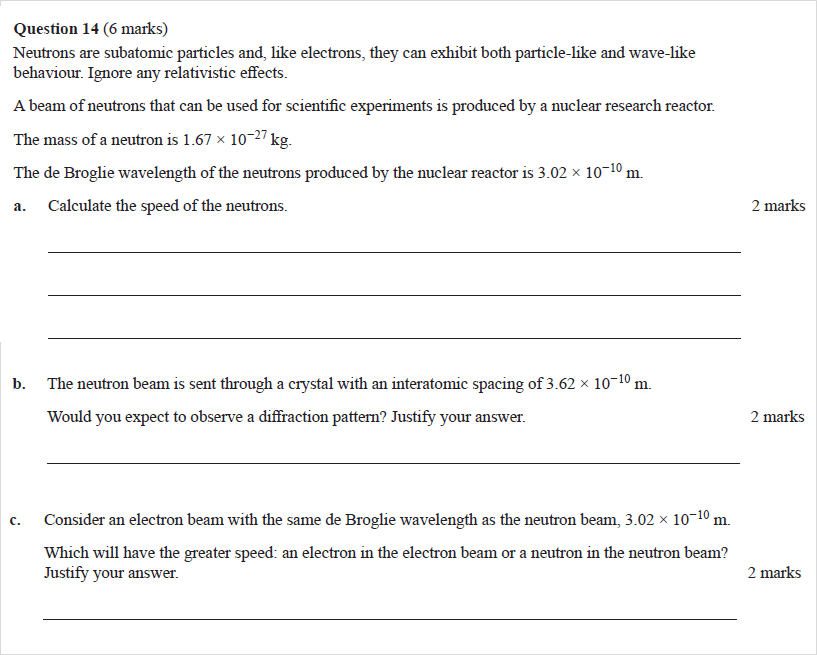 Question 14 (6 marks)
Neutrons are subatomic particles and, like electrons, they can exhibit both particle-like and wave-like
behaviour. Ignore any relativistic effects.
A beam of neutrons that can be used for scientific experiments is produced by a nuclear research reactor.
The mass of a neutron is 1.67 × 10⁻²⁷ kg.
The de Broglie wavelength of the neutrons produced by the nuclear reactor is 3.02 × 10⁻¹⁰ m.
a. Calculate the speed of the neutrons. 2 marks
b. The neutron beam is sent through a crystal with an interatomic spacing of 3.62 × 10⁻¹⁰ m.
Would you expect to observe a diffraction pattern? Justify your answer. 2 marks
c. Consider an electron beam with the same de Broglie wavelength as the neutron beam, 3.02 × 10⁻¹⁰ m.
Which will have the greater speed: an electron in the electron beam or a neutron in the neutron beam?
Justify your answer. 2 marks